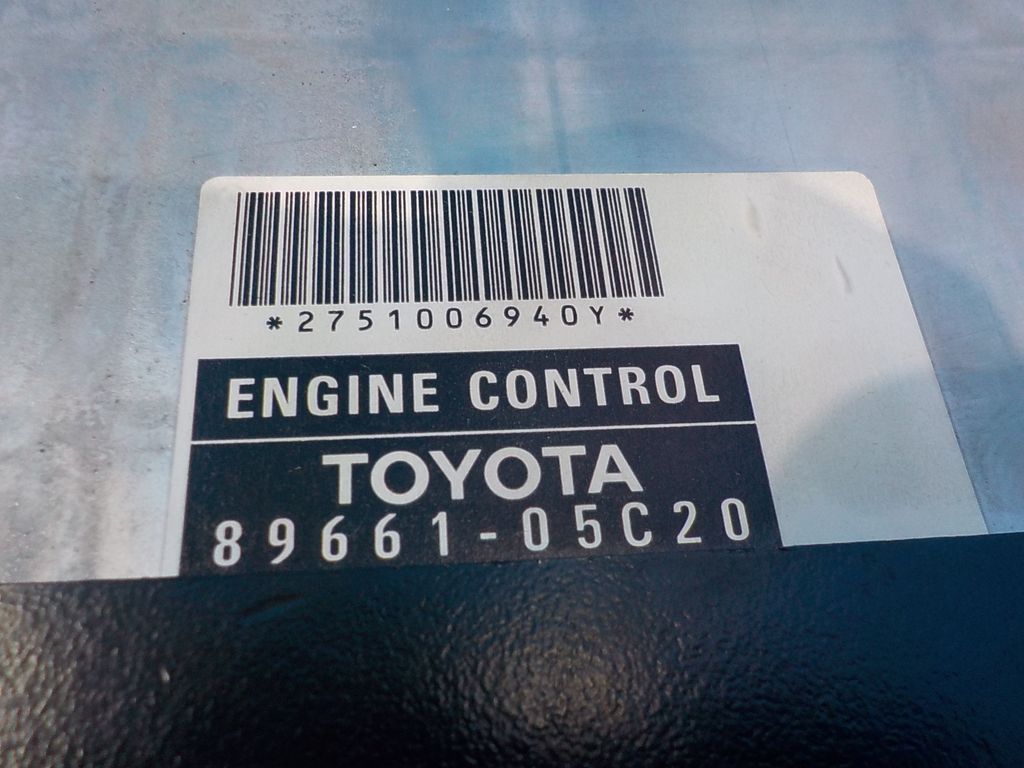 *2751006940Y*
ENGINE CONTROL
TOYOTA
89661-05C20